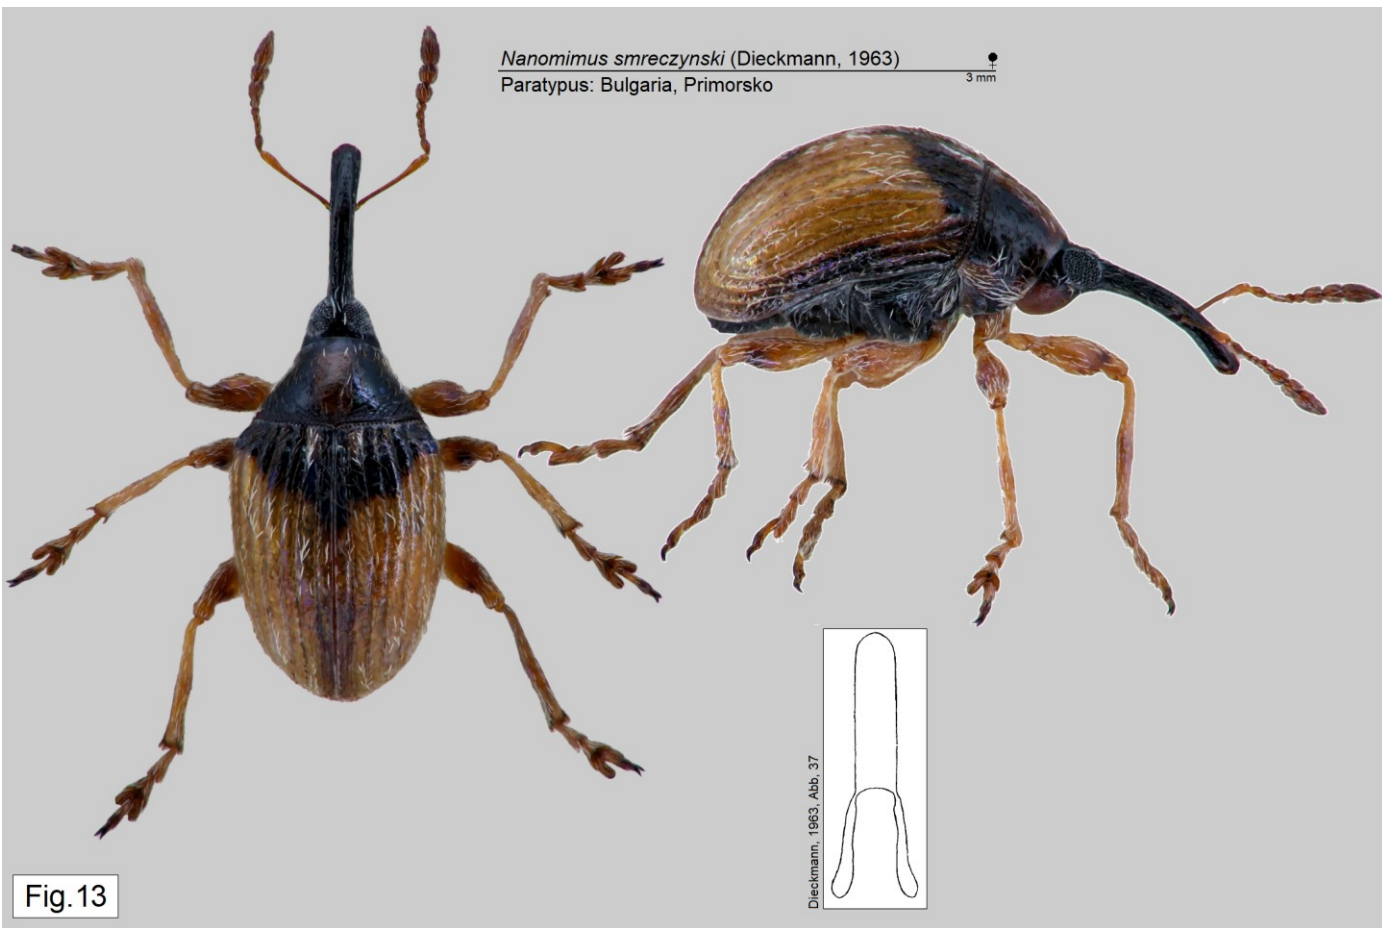 Nanomimus smreczynski (Dieckmann, 1963)
3 mm
Paratypus: Bulgaria, Primorsko
Dieckmann, 1963, Abb, 37
Fig.13